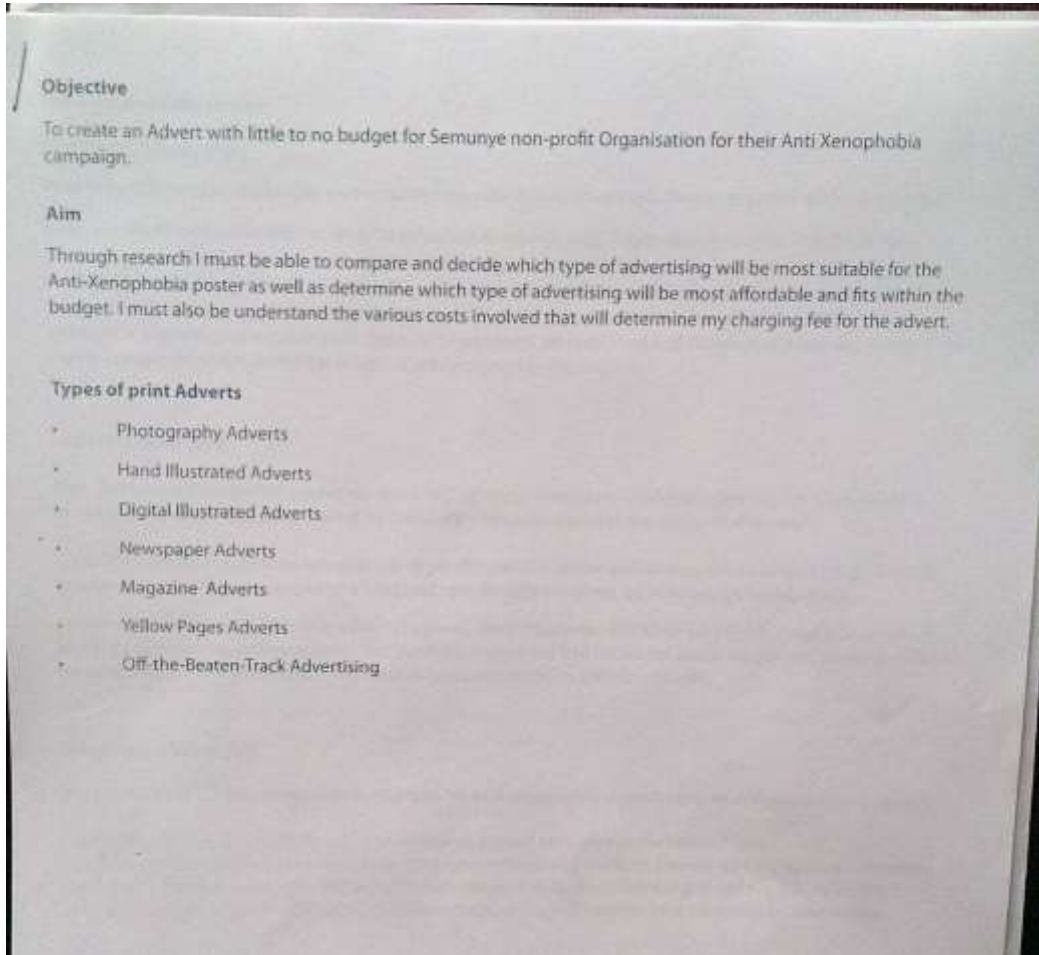 Objective
To create an Advert with little to no budget for Semunye non-profit Organisation for their Anti Xenophobia
campaign.
Aim
Through research I must be able to compare and decide which type of advertising will be most suitable for the
Anti-Xenophobia poster as well as determine which type of advertising will be most affordable and fits within the
budget. I must also be understand the various costs involved that will determine my charging fee for the advert.
Types of print Adverts
• Photography Adverts
• Hand Illustrated Adverts
• Digital Illustrated Adverts
• Newspaper Adverts
• Magazine Adverts
• Yellow Pages Adverts
• Off-the-Beaten-Track Advertising